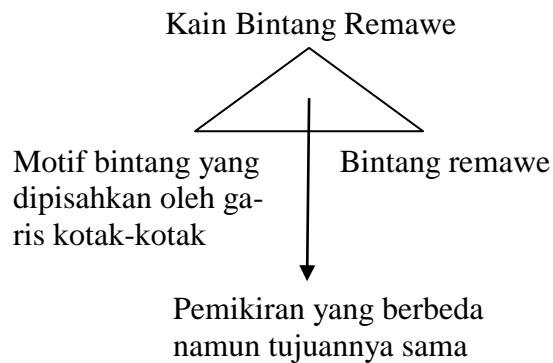 Kain Bintang Remawe
Motif bintang yang
dipisahkan oleh ga-
ris kotak-kotak
Bintang remawe
Pemikiran yang berbeda
namun tujuannya sama